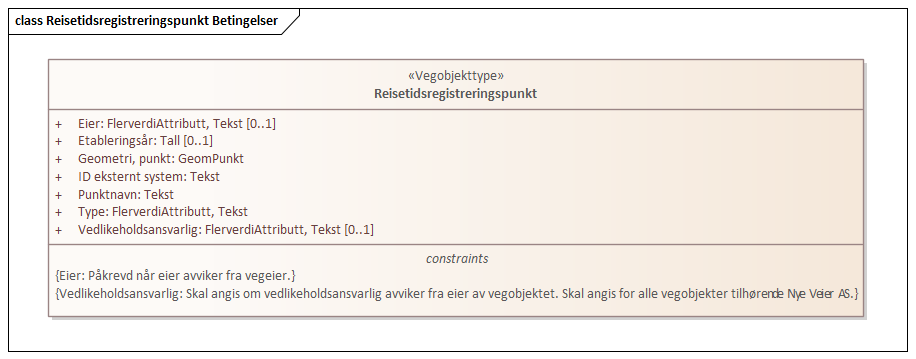 class Reisetidsregistreringspunkt Betingelser
«Vegobjekttype»
Reisetidsregistreringspunkt
+ Eier: FlerverdiAttributt, Tekst [0..1]
+ Etableringsår: Tall [0..1]
+ Geometri, punkt: GeomPunkt
+ ID eksternt system: Tekst
+ Punktnavn: Tekst
+ Type: FlerverdiAttributt, Tekst
+ Vedlikeholdsansvarlig: FlerverdiAttributt, Tekst [0..1]
constraints
{Eier: Påkrevd når eier avviker fra vegeier.}
{Vedlikeholdsansvarlig: Skal angis om vedlikeholdsansvarlig avviker fra eier av vegobjektet. Skal angis for alle vegobjekter tilhørende Nye Veier AS.}